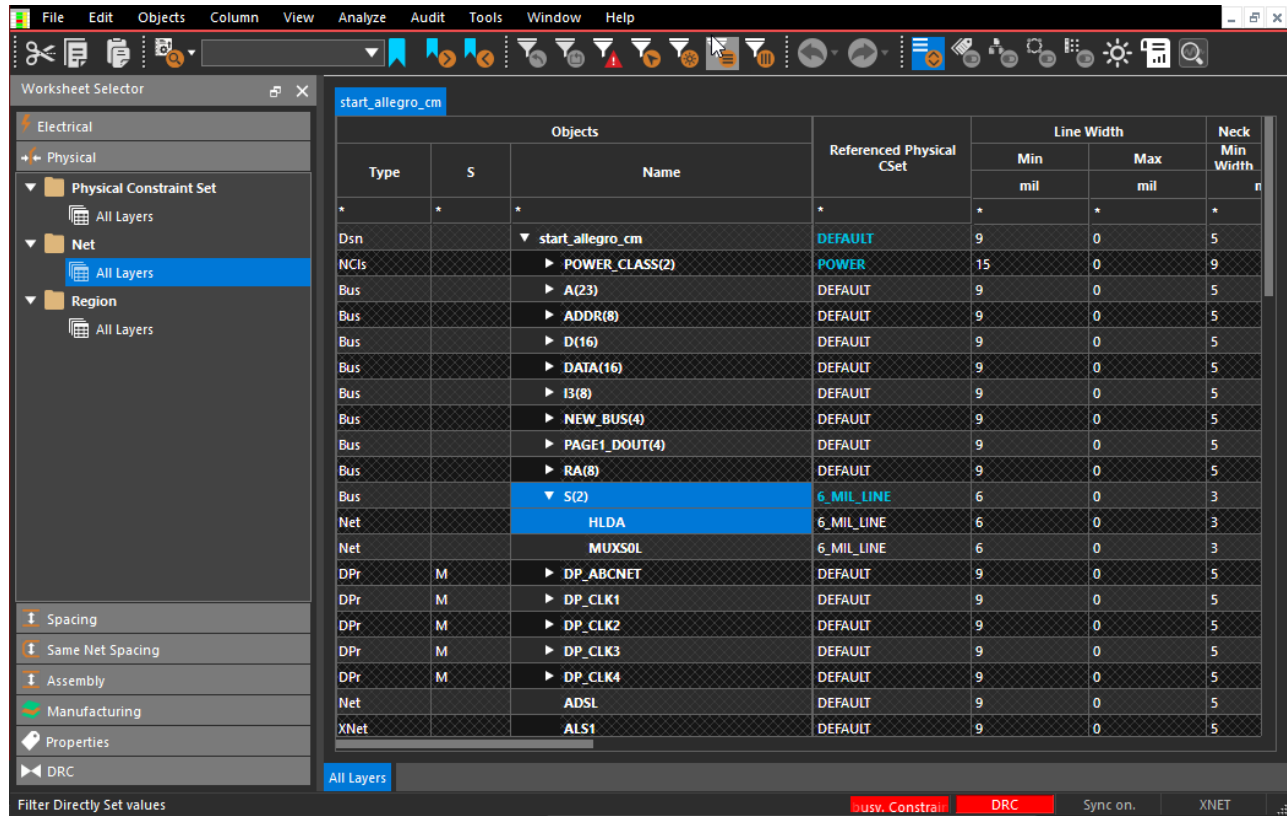 File Edit Objects Column View Analyze Audit Tools Window Help
Worksheet Selector
start_allegro_cm
Electrical
Physical
Physical Constraint Set
All Layers
Net
All Layers
Region
All Layers
Spacing
Same Net Spacing
Assembly
Manufacturing
Properties
DRC
Objects Referenced Physical CSet Line Width Neck
Type S Name Min Max Min Width
mil mil
* * * * * * *
Dsn start_allegro_cm DEFAULT 9 0 5
NCls POWER_CLASS(2) POWER 15 0 9
Bus A(23) DEFAULT 9 0 5
Bus ADDR(8) DEFAULT 9 0 5
Bus D(16) DEFAULT 9 0 5
Bus DATA(16) DEFAULT 9 0 5
Bus I3(8) DEFAULT 9 0 5
Bus NEW_BUS(4) DEFAULT 9 0 5
Bus PAGE1_DOUT(4) DEFAULT 9 0 5
Bus RA(8) DEFAULT 9 0 5
Bus S(2) 6_MIL_LINE 6 0 3
Net HLDA 6_MIL_LINE 6 0 3
Net MUXS0L 6_MIL_LINE 6 0 3
DPr M DP_ABCNET DEFAULT 9 0 5
DPr M DP_CLK1 DEFAULT 9 0 5
DPr M DP_CLK2 DEFAULT 9 0 5
DPr M DP_CLK3 DEFAULT 9 0 5
DPr M DP_CLK4 DEFAULT 9 0 5
Net ADSL DEFAULT 9 0 5
XNet ALS1 DEFAULT 9 0 5
All Layers
Filter Directly Set values busy. Constrain DRC Sync on. XNET